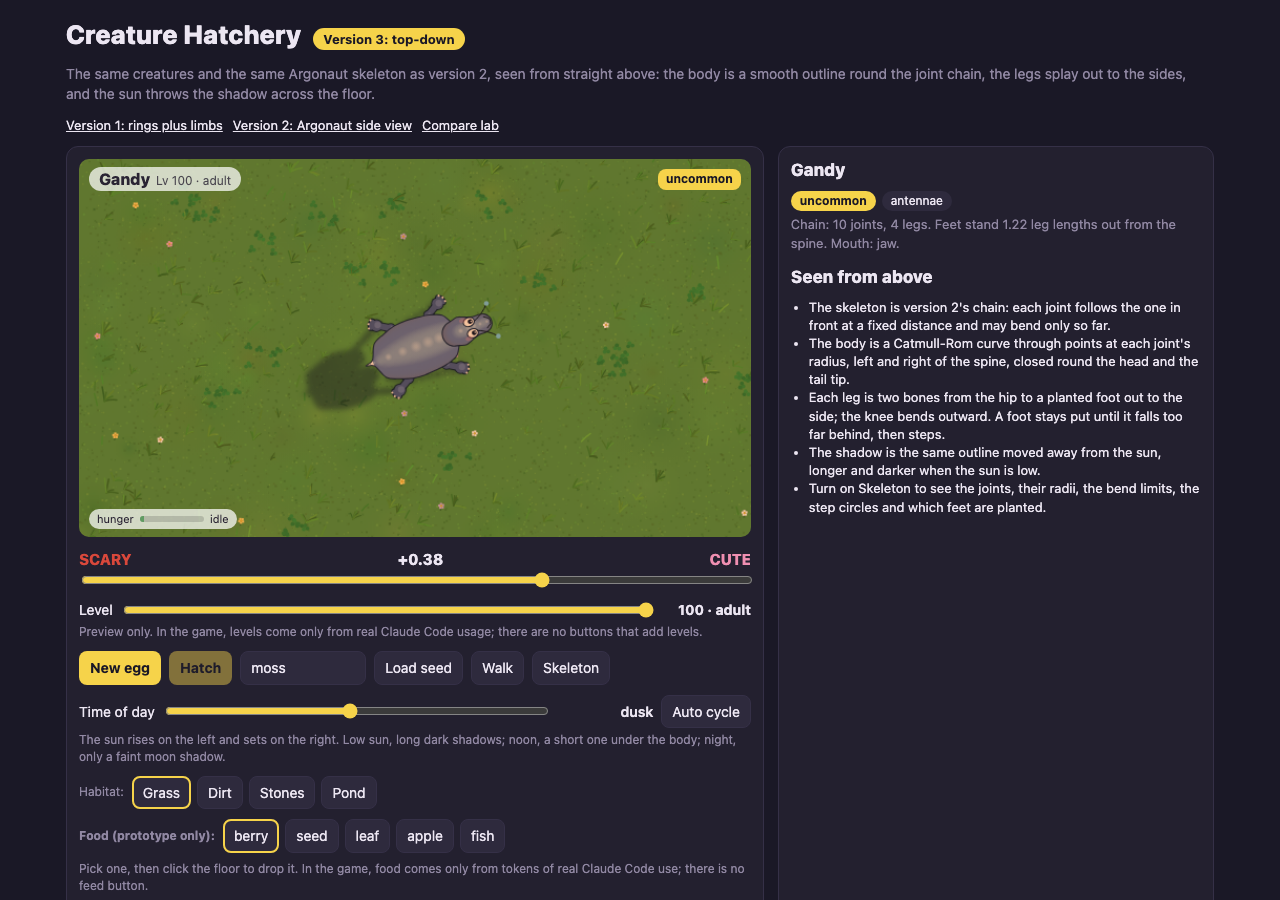 Creature Hatchery Version 3: top-down
The same creatures and the same Argonaut skeleton as version 2, seen from straight above: the body is a smooth outline round the joint chain, the legs splay out to the sides,
and the sun throws the shadow across the floor.
Version 1: rings plus limbs Version 2: Argonaut side view Compare lab
Gandy Lv 100 · adult
uncommon
hunger idle
SCARY +0.38 CUTE
Level 100 · adult
Preview only. In the game, levels come only from real Claude Code usage; there are no buttons that add levels.
New egg Hatch moss Load seed Walk Skeleton
Time of day dusk Auto cycle
The sun rises on the left and sets on the right. Low sun, long dark shadows; noon, a short one under the body; night,
only a faint moon shadow.
Habitat: Grass Dirt Stones Pond
Food (prototype only): berry seed leaf apple fish
Pick one, then click the floor to drop it. In the game, food comes only from tokens of real Claude Code use; there is no
feed button.
Gandy
uncommon antennae
Chain: 10 joints, 4 legs. Feet stand 1.22 leg lengths out from the
spine. Mouth: jaw.
Seen from above
• The skeleton is version 2's chain: each joint follows the one in
front at a fixed distance and may bend only so far.
• The body is a Catmull-Rom curve through points at each joint's
radius, left and right of the spine, closed round the head and the
tail tip.
• Each leg is two bones from the hip to a planted foot out to the
side; the knee bends outward. A foot stays put until it falls too
far behind, then steps.
• The shadow is the same outline moved away from the sun,
longer and darker when the sun is low.
• Turn on Skeleton to see the joints, their radii, the bend limits, the
step circles and which feet are planted.